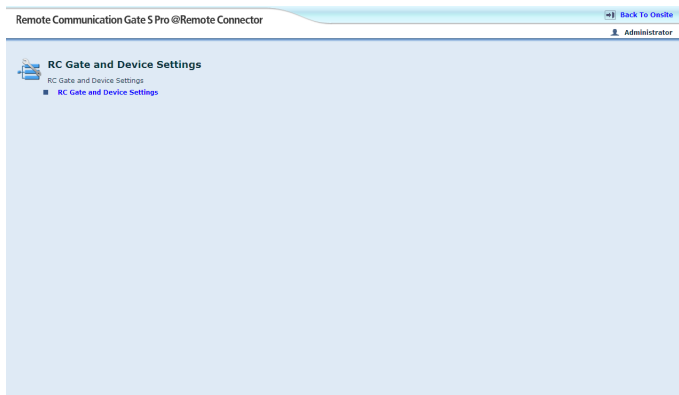 Remote Communication Gate S Pro @Remote Connector
Back To Onsite
Administrator
RC Gate and Device Settings
RC Gate and Device Settings
RC Gate and Device Settings